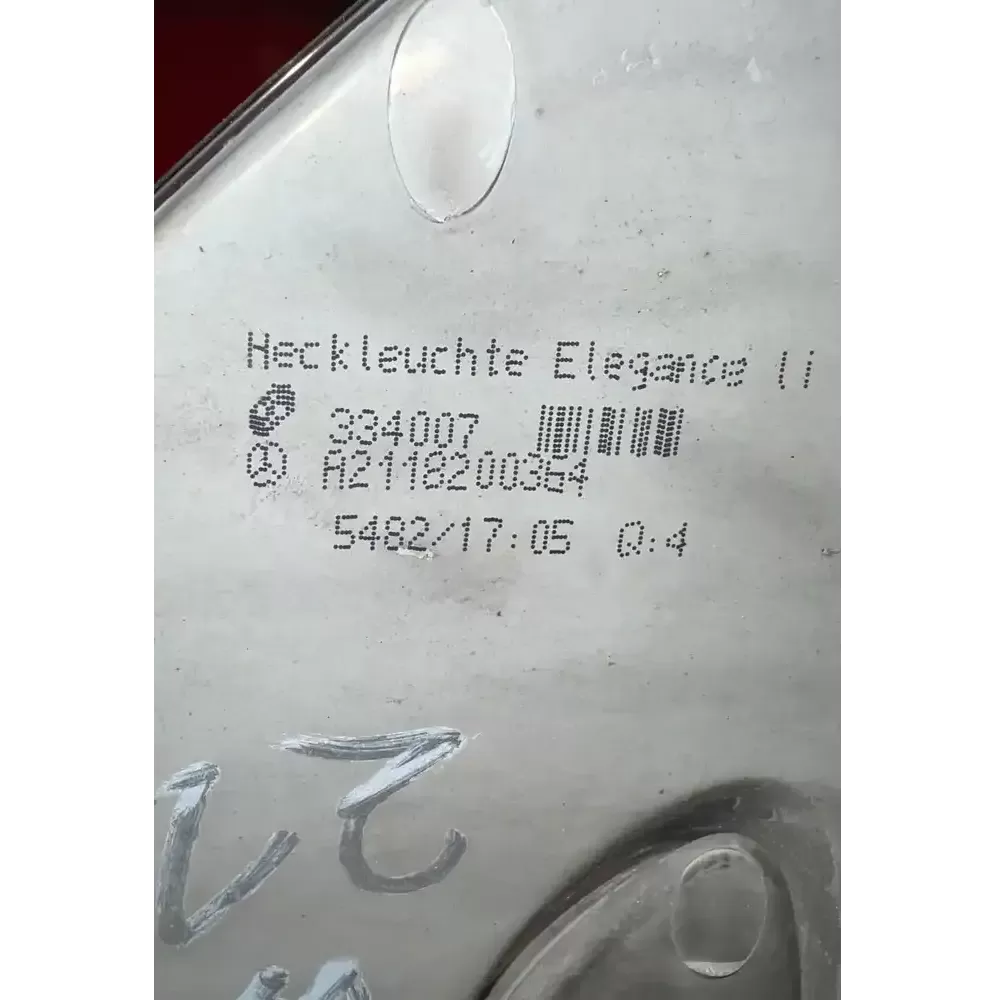 Heckleuchte Elegance li
334007
A2118200364
5482/17:05 Q:4